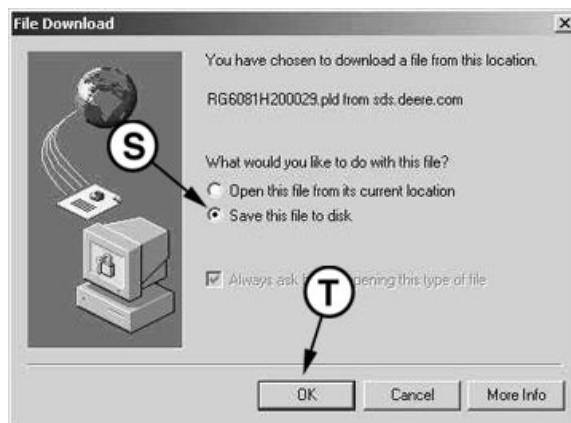 File Download
You have chosen to download a file from this location.
RG6081H200029.pld from sds.deere.com
S
What would you like to do with this file?
Open this file from its current location
Save this file to disk
Always ask opening this type of file
T
OK Cancel More Info